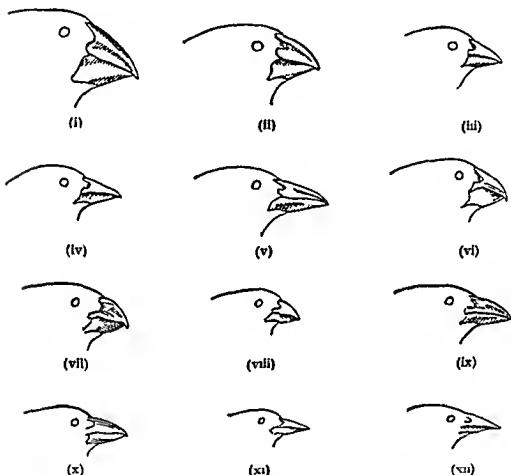 (i) (ii) (iii)
(iv) (v) (vi)
(vii) (viii) (ix)
(x) (xi) (xii)